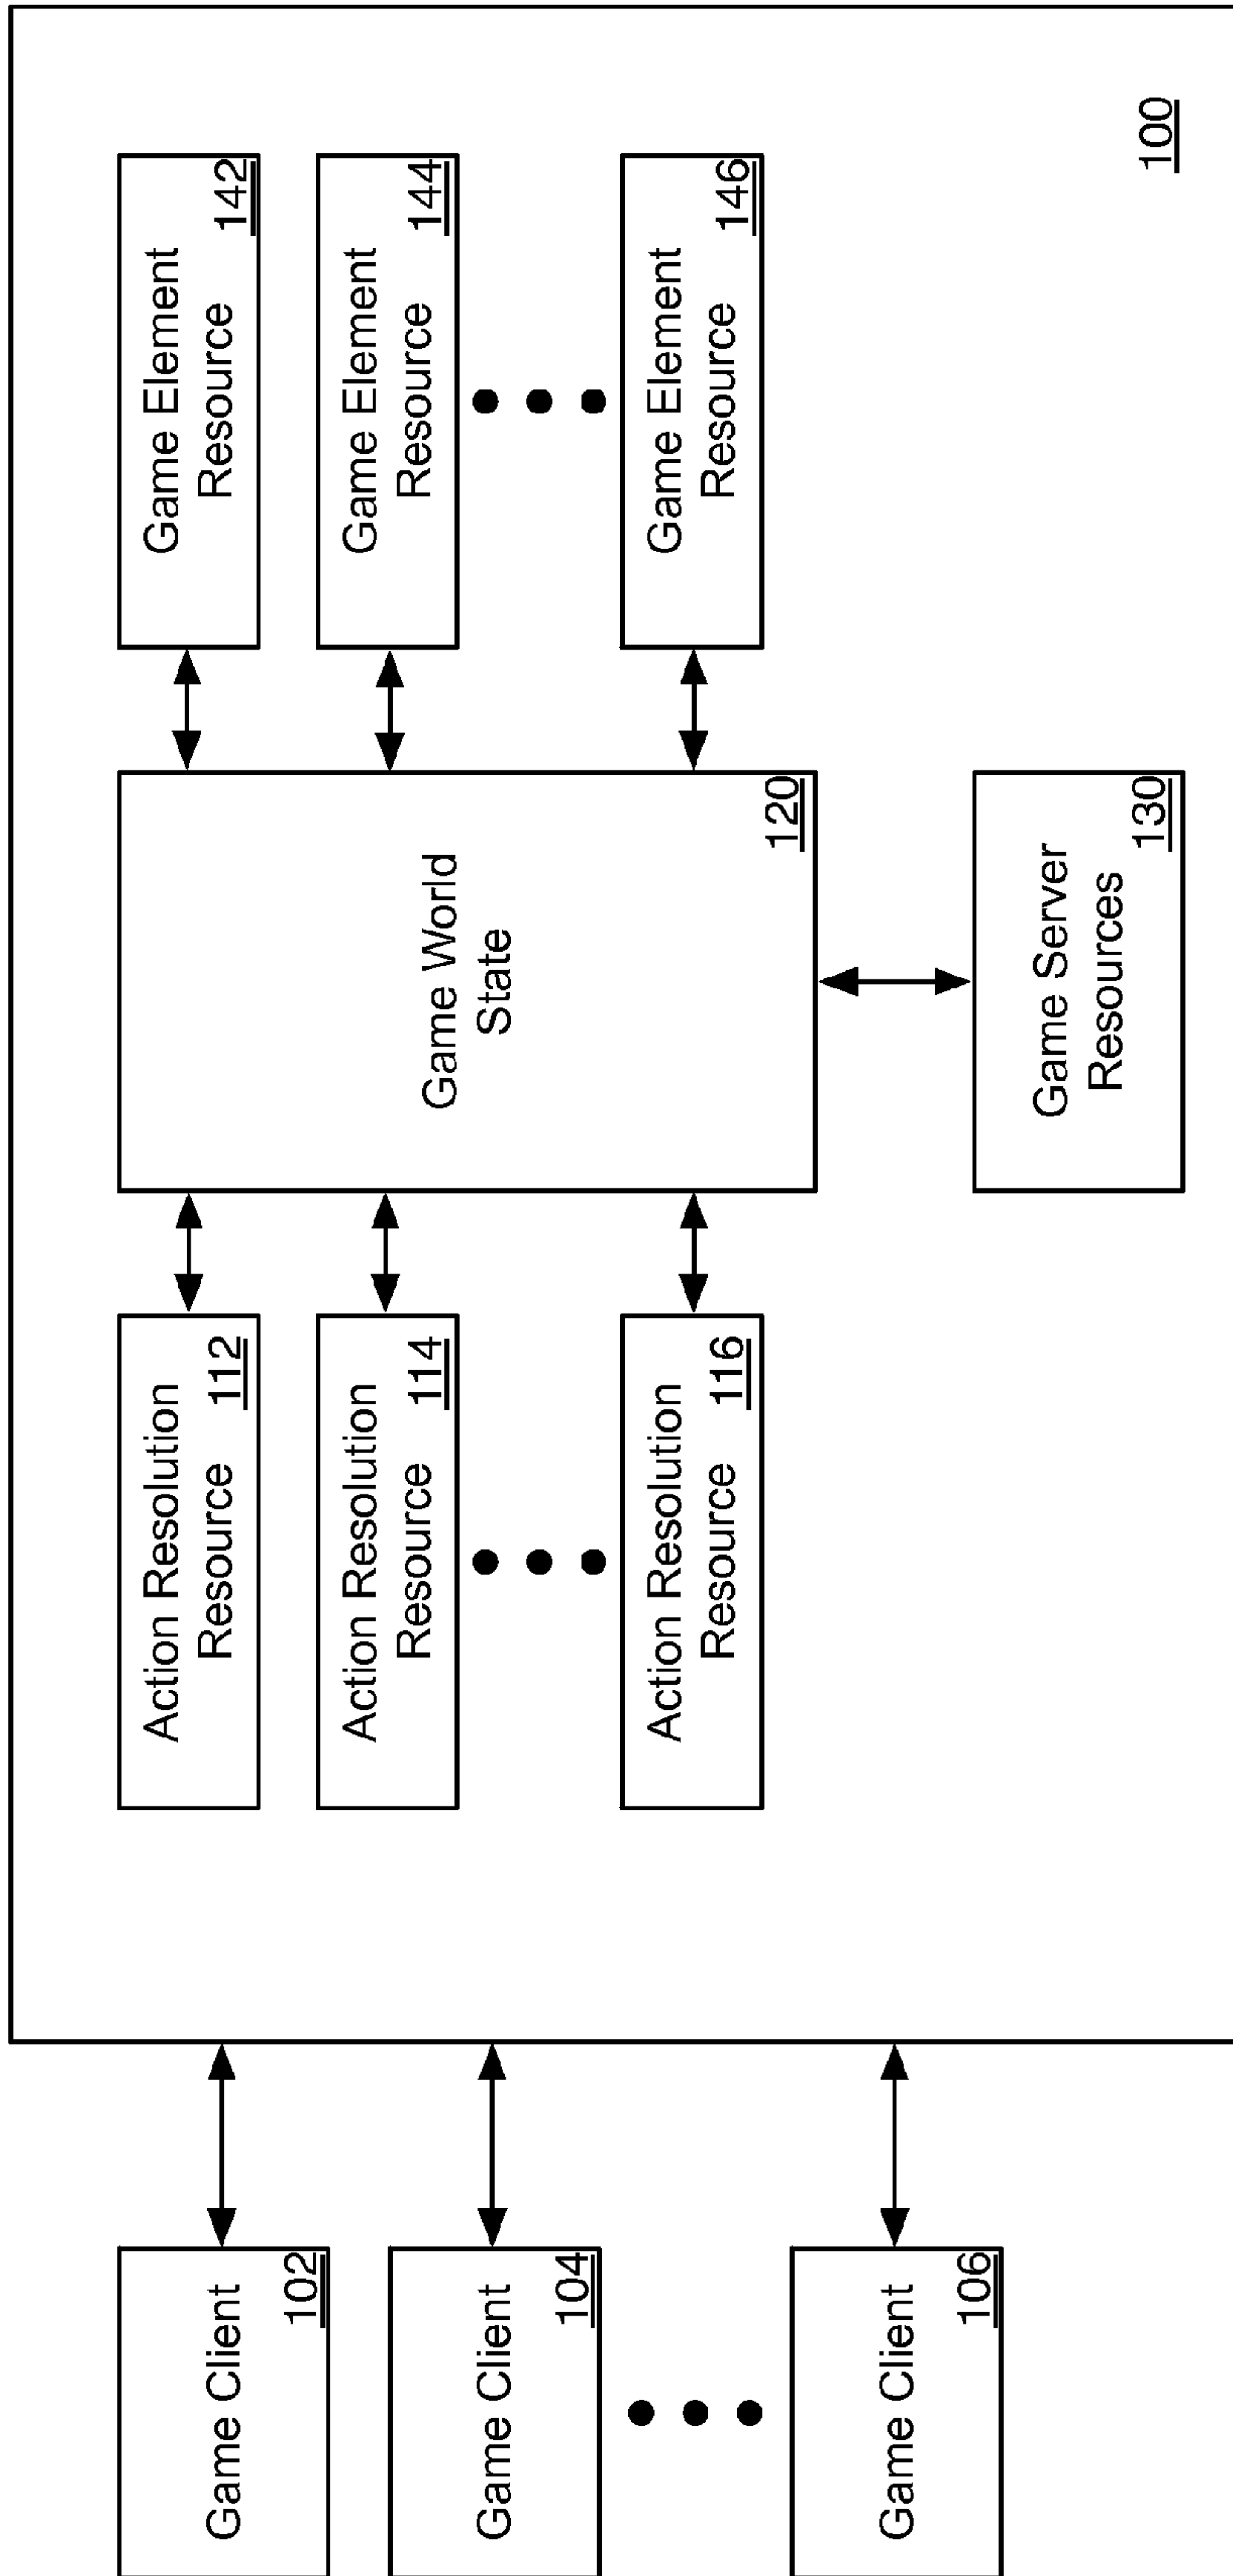 Game Client
102
Game Client
104
Game Client
106
Action Resolution
Resource 112
Action Resolution
Resource 114
Action Resolution
Resource 116
Game World
State
120
Game Server
Resources
130
Game Element
Resource
142
Game Element
Resource
144
Game Element
Resource
146
100